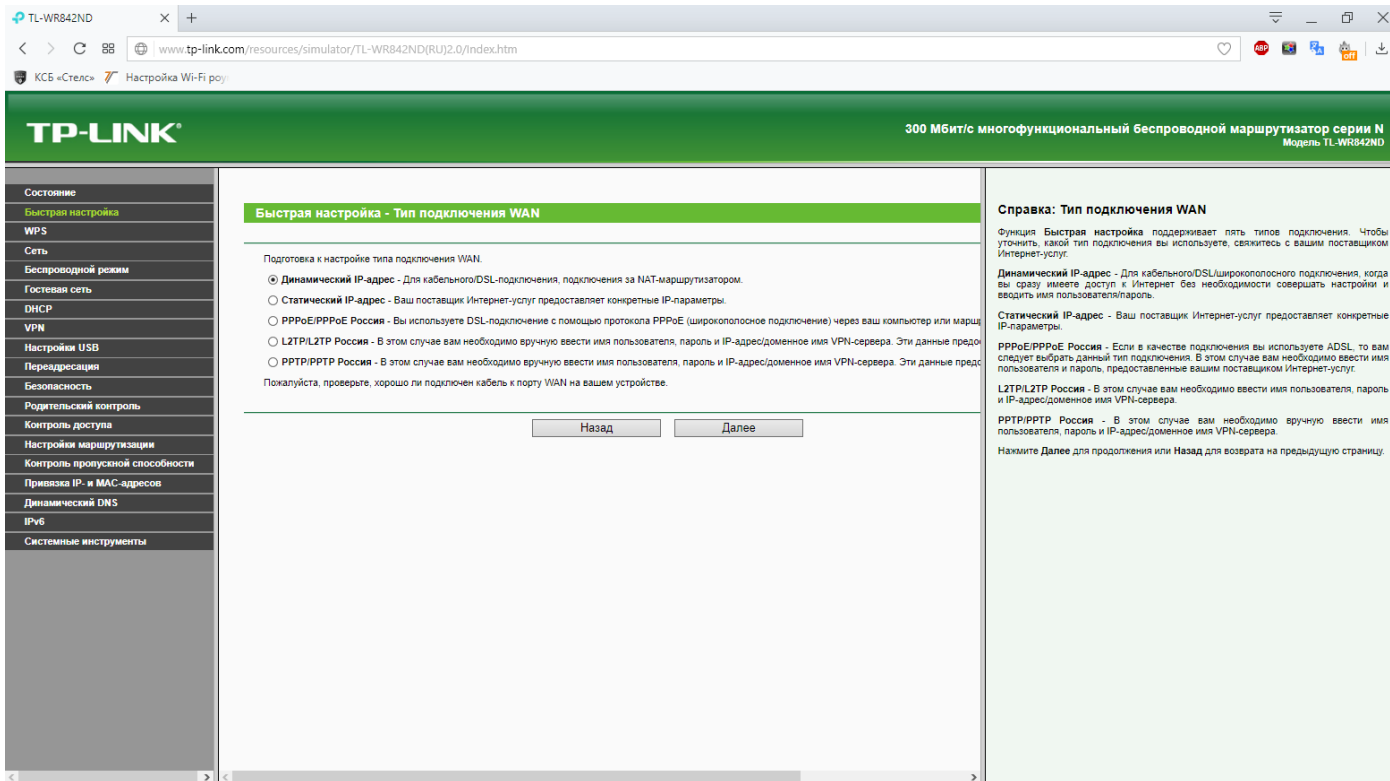 TL-WR842ND
www.tp-link.com/resources/simulator/TL-WR842ND(RU)2.0/Index.htm
ABP
off
КСБ «Стелс» Настройка Wi-Fi роу
TP-LINK®
300 Мбит/с многофункциональный беспроводной маршрутизатор серии N
Модель TL-WR842ND
Состояние
Быстрая настройка
WPS
Сеть
Беспроводной режим
Гостевая сеть
DHCP
VPN
Настройки USB
Переадресация
Безопасность
Родительский контроль
Контроль доступа
Настройки маршрутизации
Контроль пропускной способности
Привязка IP- и MAC-адресов
Динамический DNS
IPv6
Системные инструменты
Быстрая настройка - Тип подключения WAN
Подготовка к настройке типа подключения WAN.
Динамический IP-адрес - Для кабельного/DSL-подключения, подключения за NAT-маршрутизатором.
Статический IP-адрес - Ваш поставщик Интернет-услуг предоставляет конкретные IP-параметры.
PPPoE/PPPoE Россия - Вы используете DSL-подключение с помощью протокола PPPoE (широкополосное подключение) через ваш компьютер или марш
L2TP/L2TP Россия - В этом случае вам необходимо вручную ввести имя пользователя, пароль и IP-адрес/доменное имя VPN-сервера. Эти данные предо
PPTP/PPTP Россия - В этом случае вам необходимо вручную ввести имя пользователя, пароль и IP-адрес/доменное имя VPN-сервера. Эти данные предо
Пожалуйста, проверьте, хорошо ли подключен кабель к порту WAN на вашем устройстве.
Назад
Далее
Справка: Тип подключения WAN
Функция Быстрая настройка поддерживает пять типов подключения. Чтобы
уточнить, какой тип подключения вы используете, свяжитесь с вашим поставщиком
Интернет-услуг.
Динамический IP-адрес - Для кабельного/DSL/широкополосного подключения, когда
вы сразу имеете доступ к Интернет без необходимости совершать настройки и
вводить имя пользователя/пароль.
Статический IP-адрес - Ваш поставщик Интернет-услуг предоставляет конкретные
IP-параметры.
PPPoE/PPPoE Россия - Если в качестве подключения вы используете ADSL, то вам
следует выбрать данный тип подключения. В этом случае вам необходимо ввести имя
пользователя и пароль, предоставленные вашим поставщиком Интернет-услуг.
L2TP/L2TP Россия - В этом случае вам необходимо ввести имя пользователя, пароль
и IP-адрес/доменное имя VPN-сервера.
PPTP/PPTP Россия - В этом случае вам необходимо вручную ввести имя
пользователя, пароль и IP-адрес/доменное имя VPN-сервера.
Нажмите Далее для продолжения или Назад для возврата на предыдущую страницу.